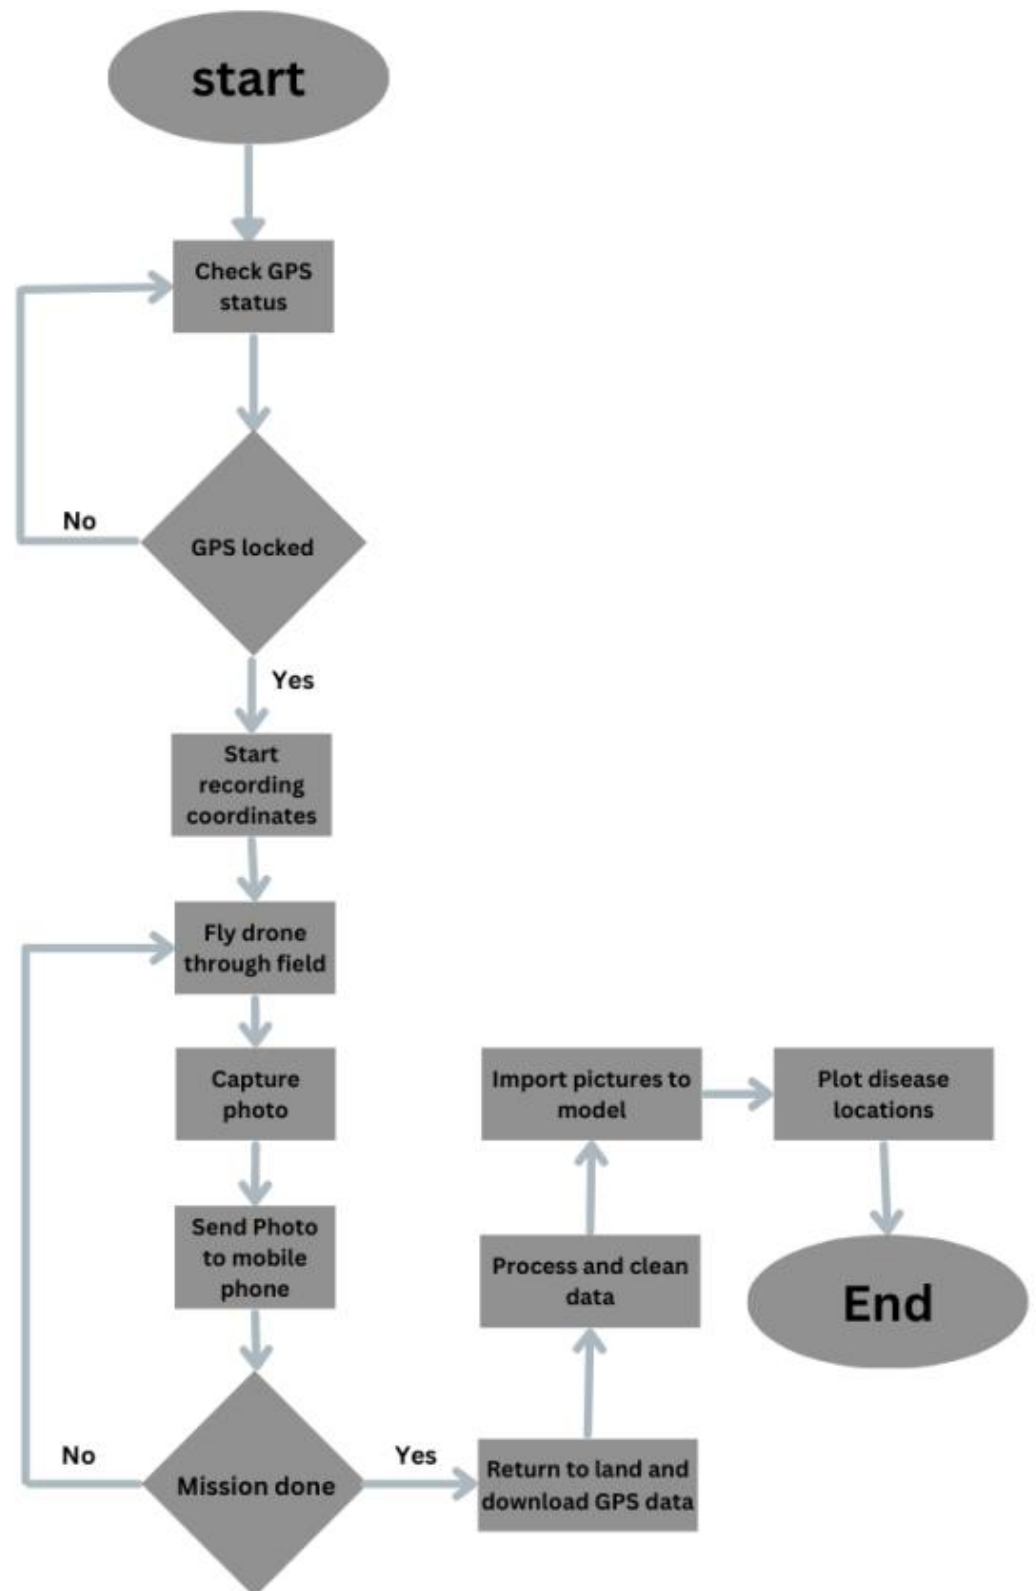 start
Check GPS
status
No
GPS locked
Yes
Start
recording
coordinates
Fly drone
through field
Capture
photo
Send Photo
to mobile
phone
No
Mission done
Yes
Return to land and
download GPS data
Process and clean
data
Import pictures to
model
Plot disease
locations
End